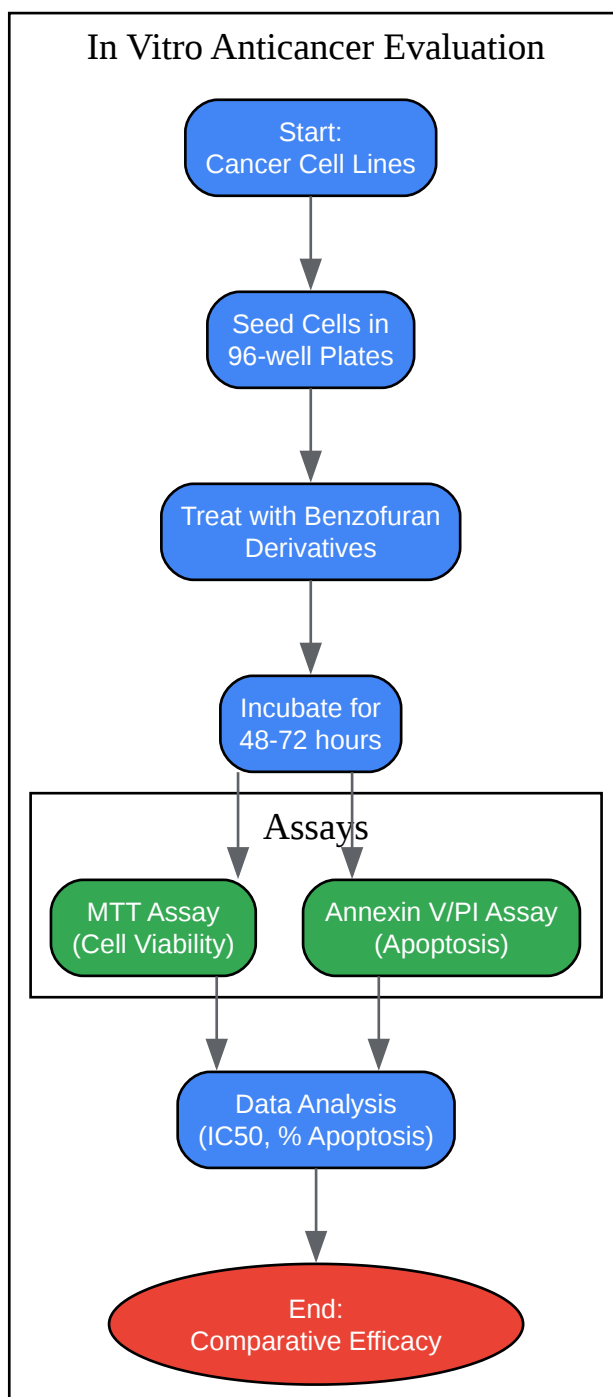 In Vitro Anticancer Evaluation
Start:
Cancer Cell Lines
Seed Cells in
96-well Plates
Treat with Benzofuran
Derivatives
Incubate for
48-72 hours
Assays
MTT Assay
(Cell Viability)
Annexin V/PI Assay
(Apoptosis)
Data Analysis
(IC50, % Apoptosis)
End:
Comparative Efficacy